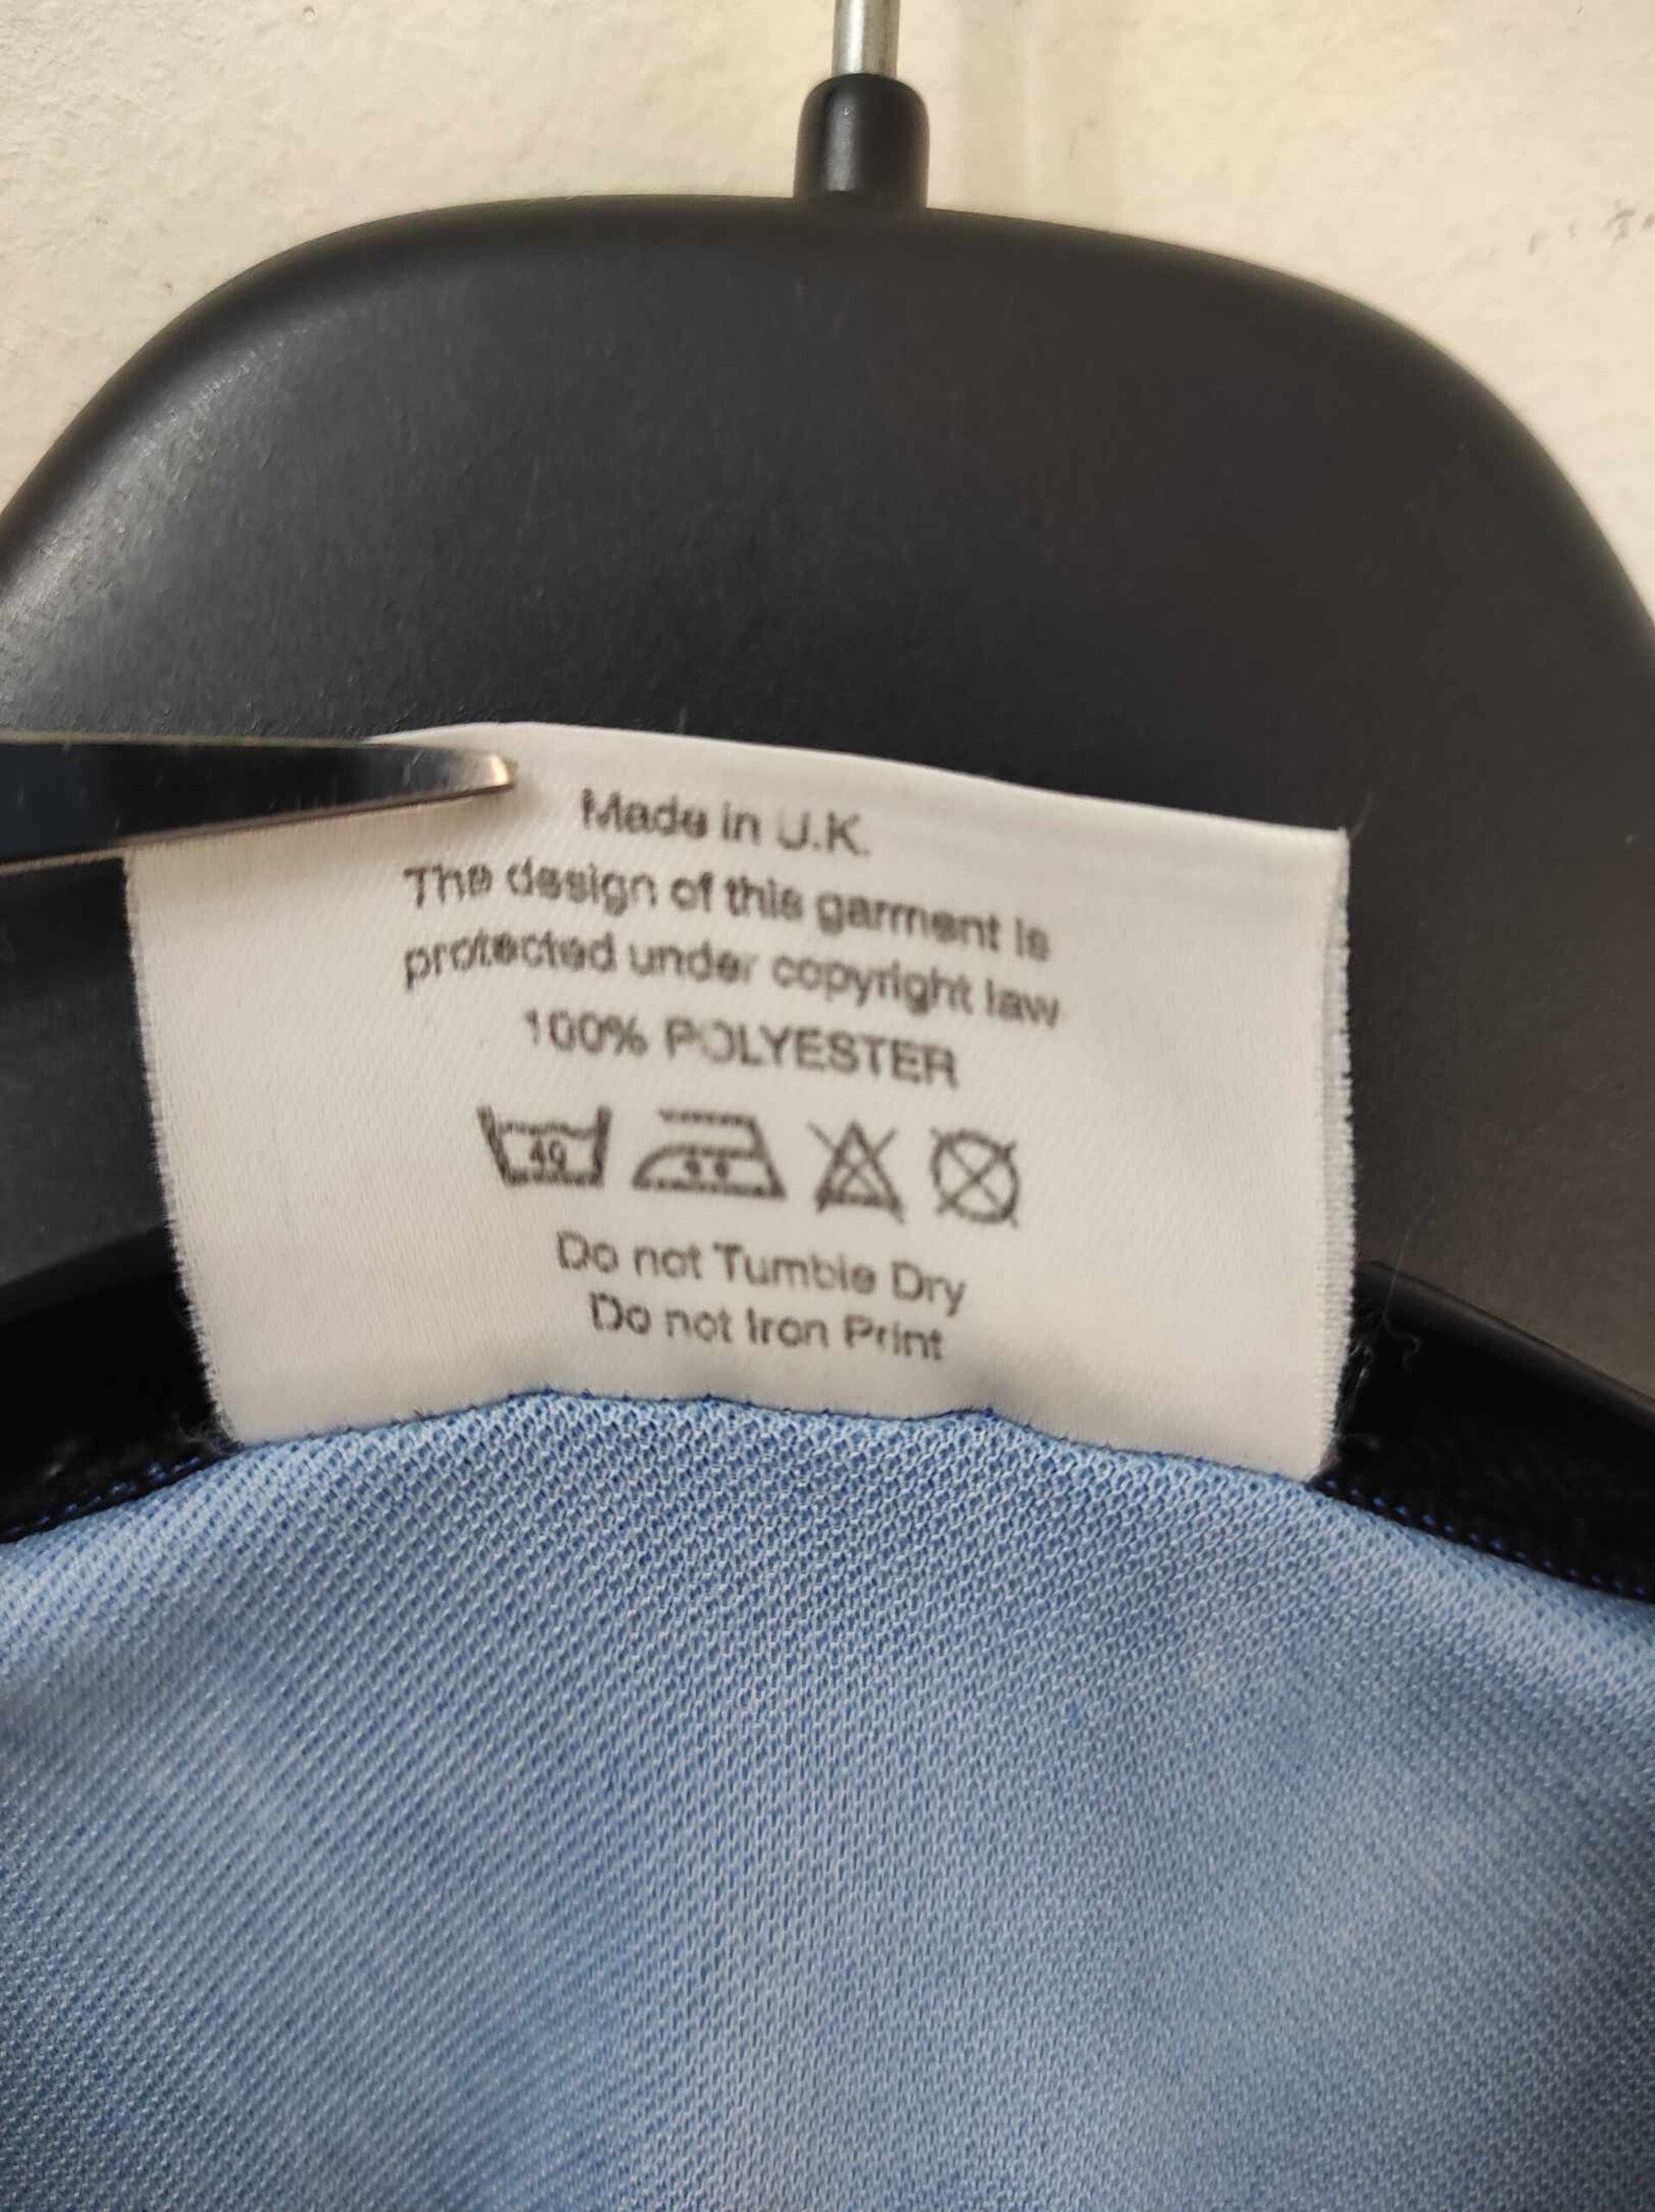 Made in U.K.
The design of this garment is
protected under copyright law
100% POLYESTER
40
Do not Tumble Dry
Do not Iron Print